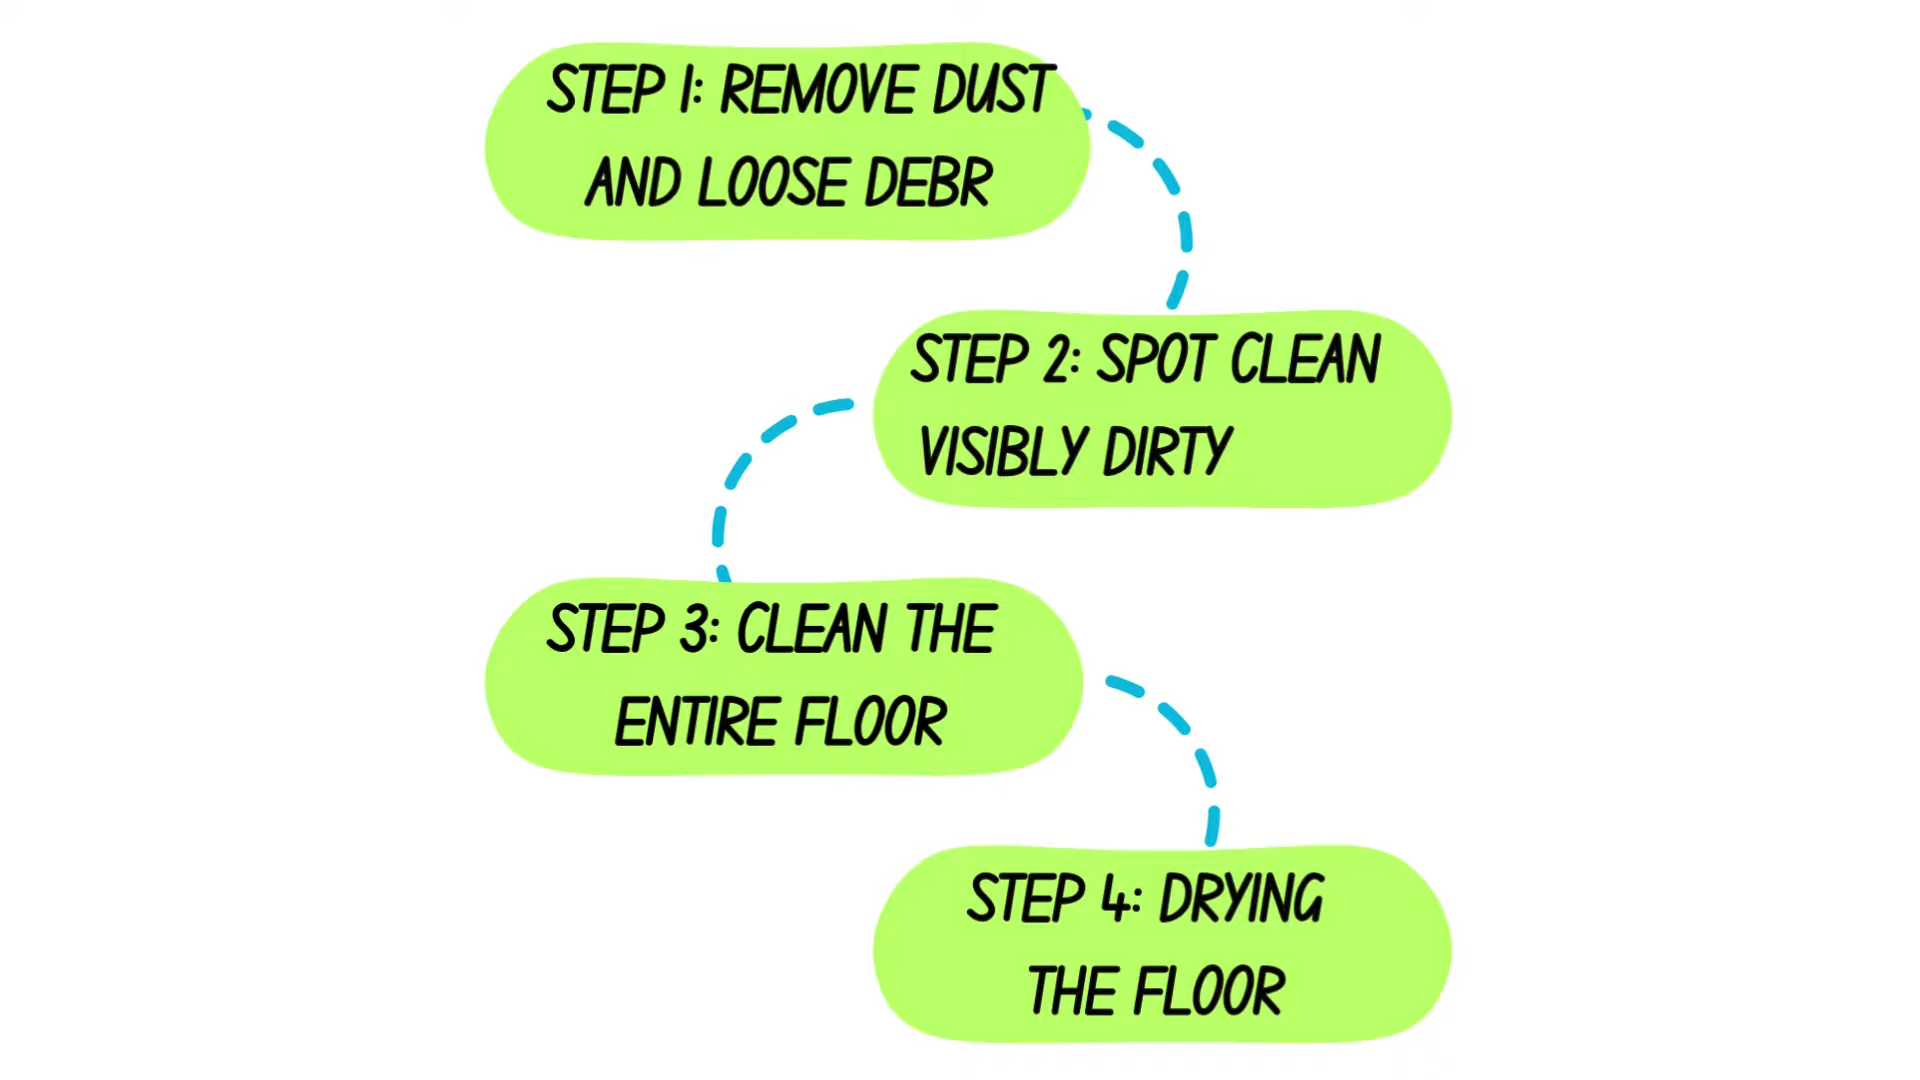 STEP 1: REMOVE DUST
AND LOOSE DEBR
STEP 2: SPOT CLEAN
VISIBLY DIRTY
STEP 3: CLEAN THE
ENTIRE FLOOR
STEP 4: DRYING
THE FLOOR